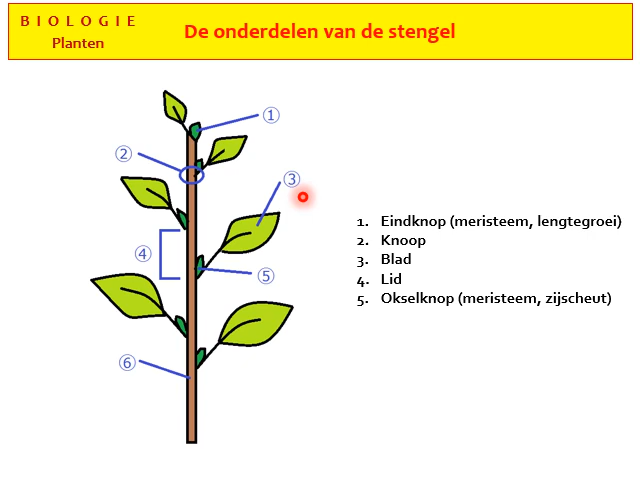 BIOLOGIE
Planten
De onderdelen van de stengel
①
②
③
④
⑤
⑥
1. Eindknop (meristeem, lengtegroei)
2. Knoop
3. Blad
4. Lid
5. Okselknop (meristeem, zijscheut)